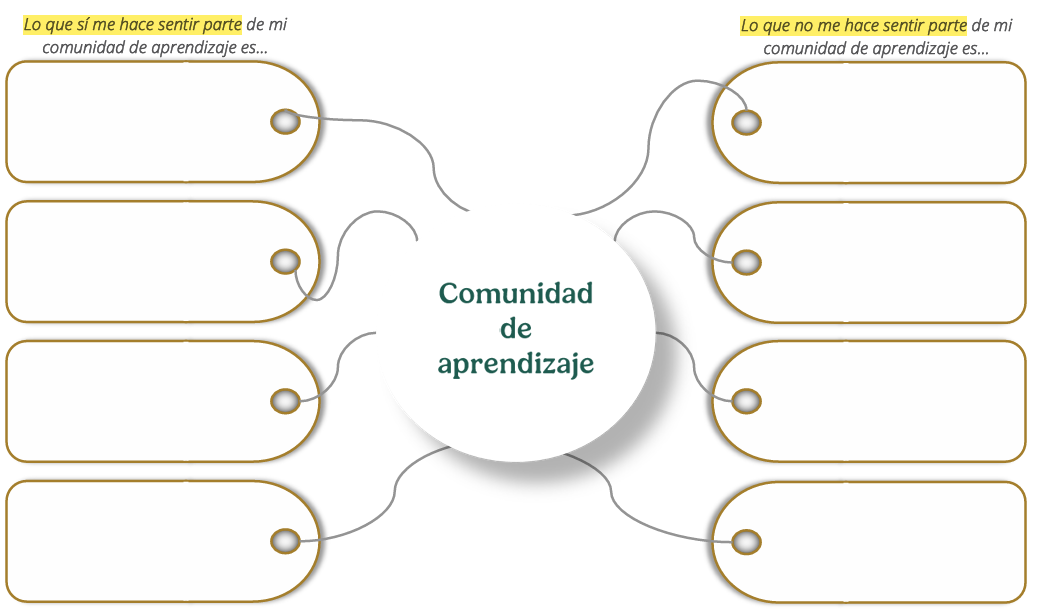 Lo que sí me hace sentir parte de mi
comunidad de aprendizaje es...
Lo que no me hace sentir parte de mi
comunidad de aprendizaje es...
Comunidad
de
aprendizaje